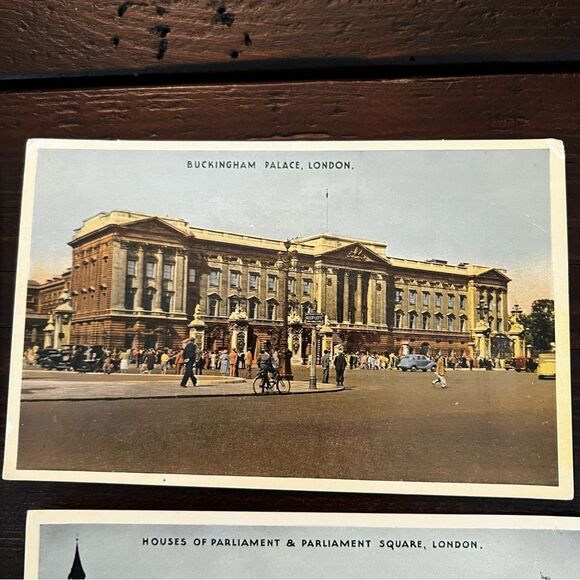 BUCKINGHAM PALACE, LONDON.
HOUSES OF PARLIAMENT & PARLIAMENT SQUARE, LONDON.